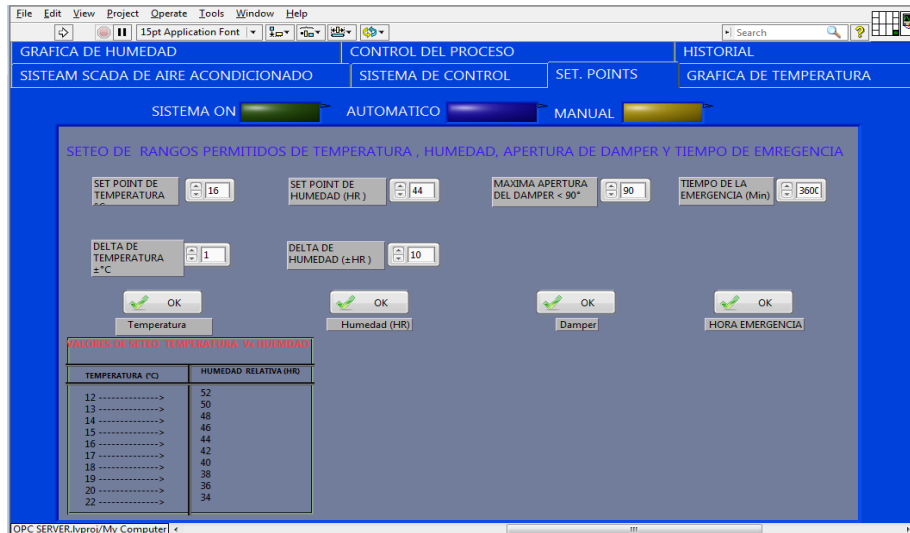 File Edit View Project Operate Tools Window Help
15pt Application Font
Search
GRAFICA DE HUMEDAD CONTROL DEL PROCESO HISTORIAL
SISTEAM SCADA DE AIRE ACONDICIONADO SISTEMA DE CONTROL SET. POINTS GRAFICA DE TEMPERATURA
SISTEMA ON AUTOMATICO MANUAL
SETEO DE RANGOS PERMITIDOS DE TEMPERATURA , HUMEDAD, APERTURA DE DAMPER Y TIEMPO DE EMREGENCIA
SET POINT DE
TEMPERATURA
°C
16
SET POINT DE
HUMEDAD (HR )
44
MAXIMA APERTURA
DEL DAMPER < 90°
90
TIEMPO DE LA
EMERGENCIA (Min)
DELTA DE
TEMPERATURA
±°C
1
DELTA DE
HUMEDAD (±HR )
10
OK OK OK OK
Temperatura Humedad (HR) Damper HORA EMERGENCIA
VALORES DE SETEO TEMPERATURA Vs HUEMDAD
TEMPERATURA (°C) HUMEDAD RELATIVA (HR)
12 ---------------> 52
13 ---------------> 50
14 ---------------> 48
15 ---------------> 46
16 ---------------> 44
17 ---------------> 42
18 ---------------> 40
19 ---------------> 38
20 ---------------> 36
22 ---------------> 34
OPC SERVER.lvproj/My Computer